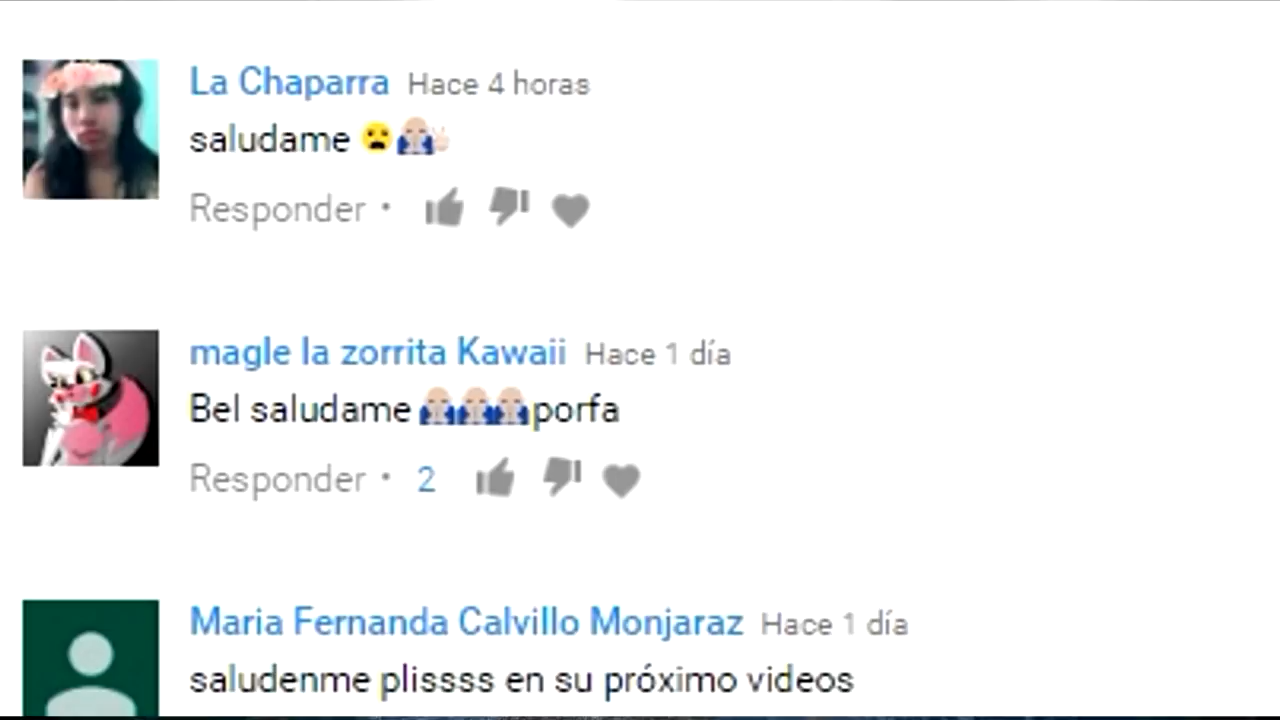 La Chaparra Hace 4 horas
saludame
Responder •
magle la zorrita Kawaii Hace 1 día
Bel saludame porfa
Responder • 2
Maria Fernanda Calvillo Monjaraz Hace 1 día
saludenme plissss en su próximo videos